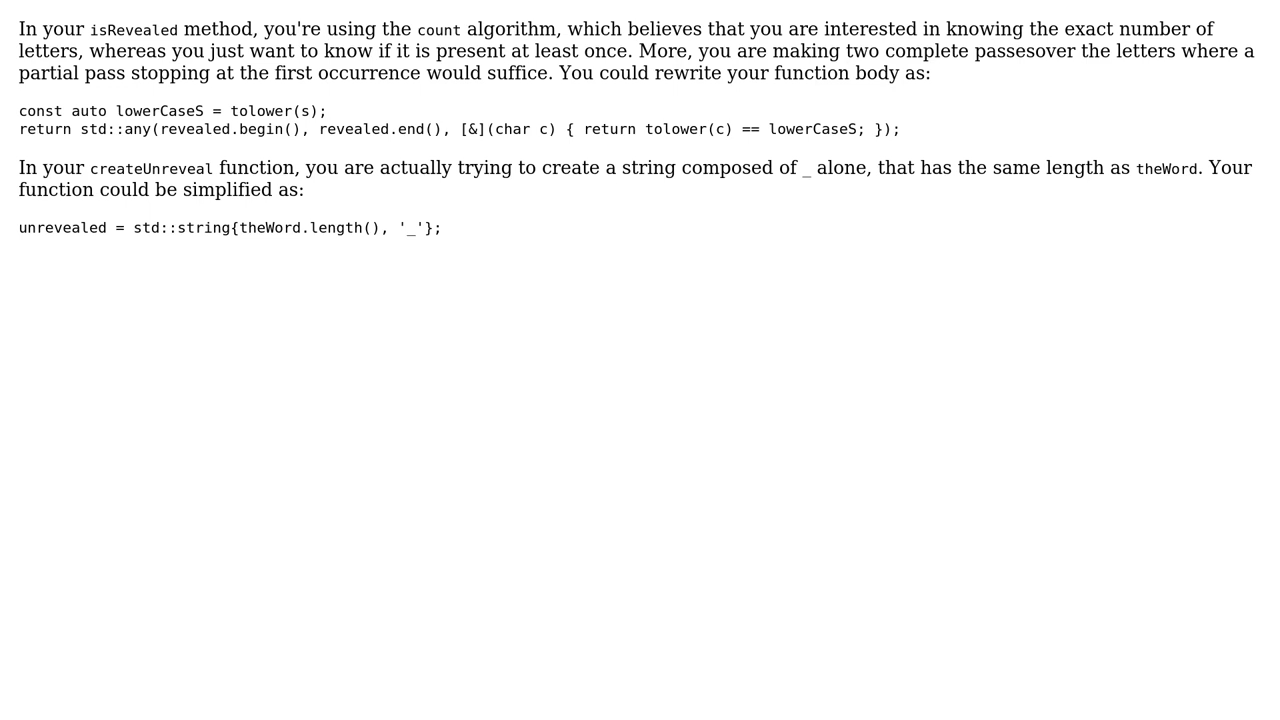 In your isRevealed method, you're using the count algorithm, which believes that you are interested in knowing the exact number of
letters, whereas you just want to know if it is present at least once. More, you are making two complete passesover the letters where a
partial pass stopping at the first occurrence would suffice. You could rewrite your function body as:
const auto lowerCaseS = tolower(s);
return std::any(revealed.begin(), revealed.end(), [&](char c) { return tolower(c) == lowerCaseS; });
In your createUnreveal function, you are actually trying to create a string composed of _ alone, that has the same length as theWord. Your
function could be simplified as:
unrevealed = std::string{theWord.length(), '_'};